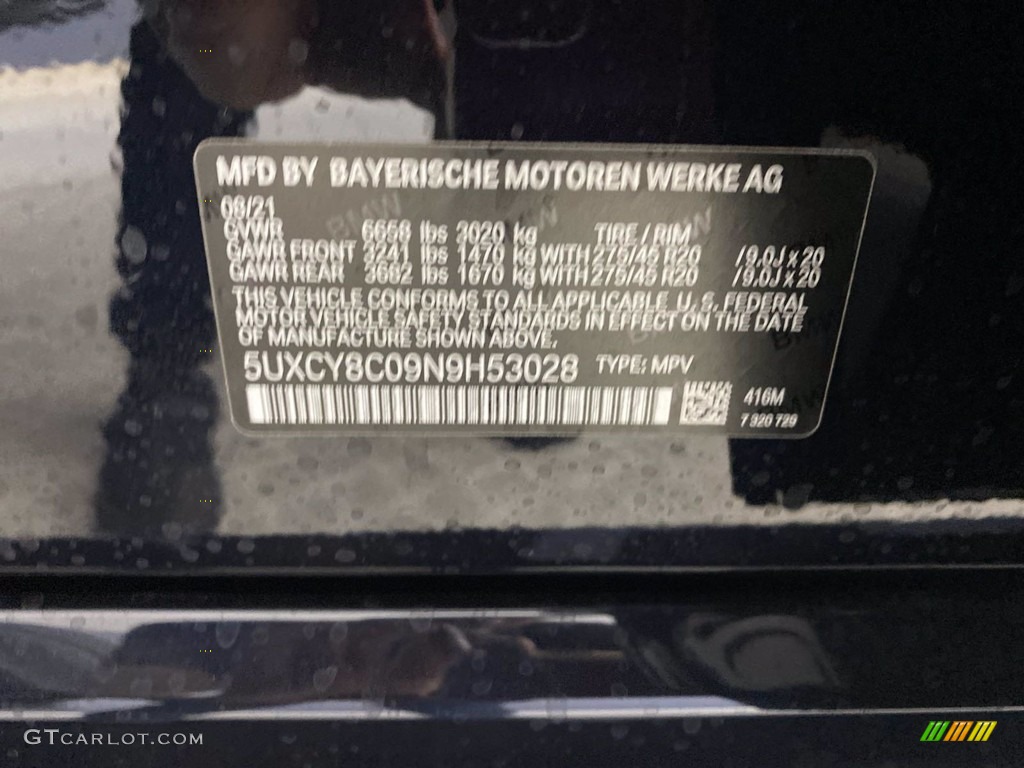 MFD BY BAYERISCHE MOTOREN WERKE AG
08/21
GVWR 6658 lbs 3020 kg TIRE / RIM
GAWR FRONT 3241 lbs 1470 kg WITH 275/45 R20 /9.0J x 20
GAWR REAR 3682 lbs 1670 kg WITH 275/45 R20 /9.0J x 20
THIS VEHICLE CONFORMS TO ALL APPLICABLE U. S. FEDERAL
MOTOR VEHICLE SAFETY STANDARDS IN EFFECT ON THE DATE
OF MANUFACTURE SHOWN ABOVE.
5UXCY8C09N9H53028 TYPE: MPV
416M
7 320 729
GTCARLOT.COM